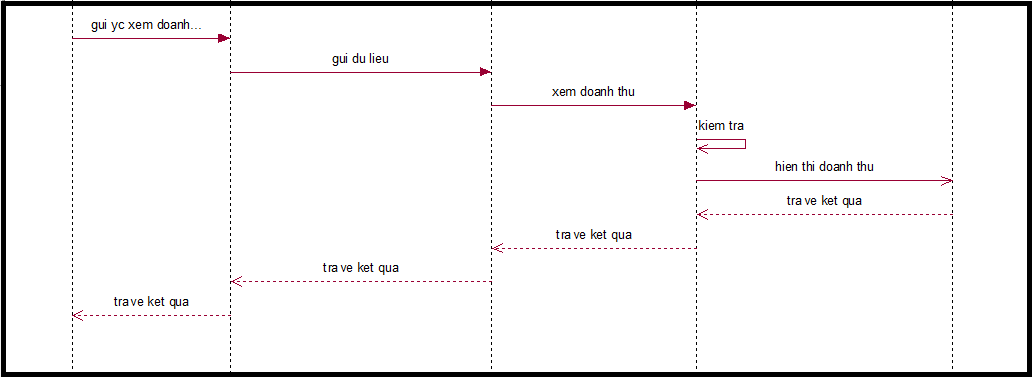 gui yc xem doanh...
gui du lieu
xem doanh thu
kiem tra
hien thi doanh thu
tra ve ket qua
tra ve ket qua
tra ve ket qua
tra ve ket qua